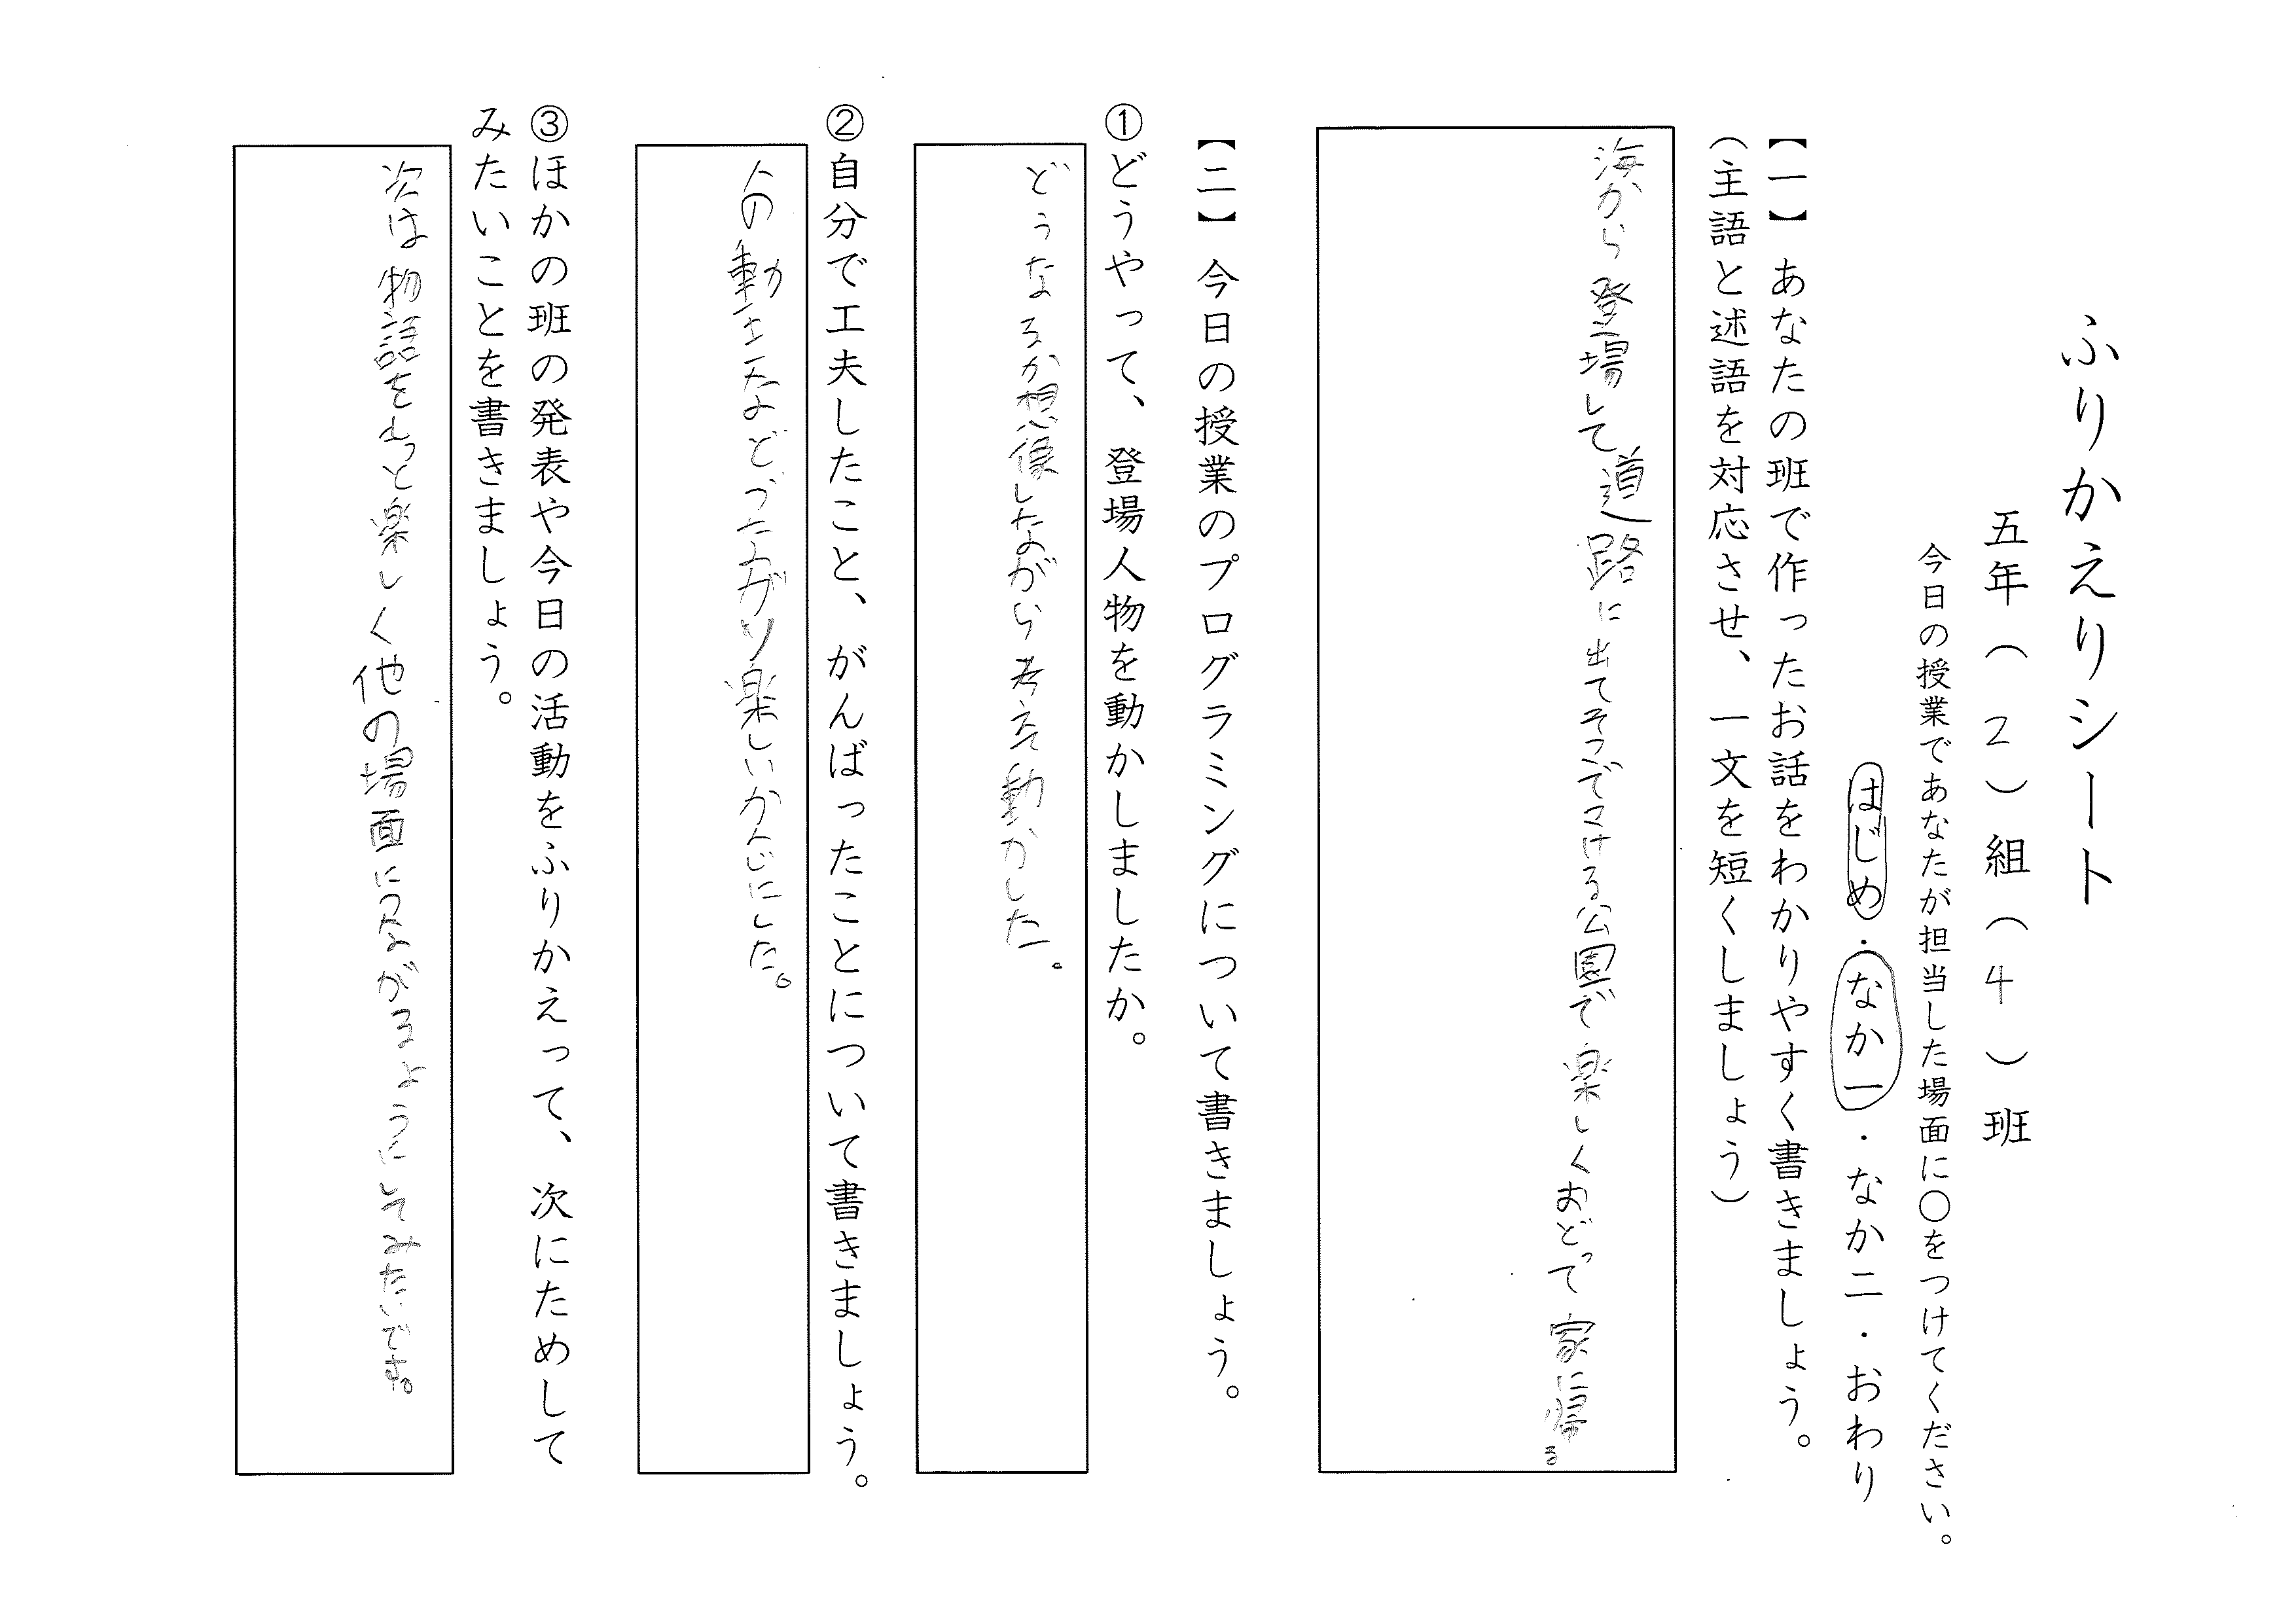 ふりかえりシート
五年（２）組（４）班
今日の授業であなたが担当した場面に〇をつけてください。
はじめ・なか一・なか二・おわり
【一】あなたの班で作ったお話をわかりやすく書きましょう。
（主語と述語を対応させ、一文を短くしましょう）
海から登場して道路に出てそこで 公園で楽しくおどって家に帰る
【二】今日の授業のプログラミングについて書きましょう。
①どうやって、登場人物を動かしましたか。
どうなるか想像しながら考えて動かした。
②自分で工夫したこと、がんばったことについて書きましょう。
人の動 楽しいかんじにした。
③ほかの班の発表や今日の活動をふりかえって、次にためして
みたいことを書きましょう。
次は物語をもっと楽しく他の場面につながるようにしてみたいです。